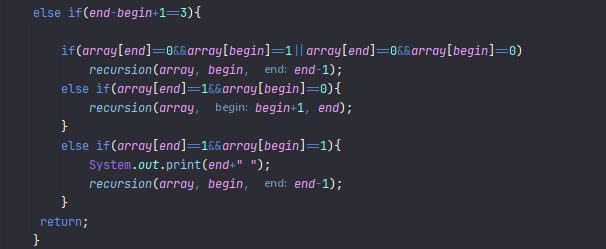 else if(end-begin+1==3){
if(array[end]==0&&array[begin]==1||array[end]==0&&array[begin]==0)
recursion(array, begin, end: end-1);
else if(array[end]==1&&array[begin]==0){
recursion(array, begin: begin+1, end);
}
else if(array[end]==1&&array[begin]==1){
System.out.print(end+" ");
recursion(array, begin, end: end-1);
}
return;
}